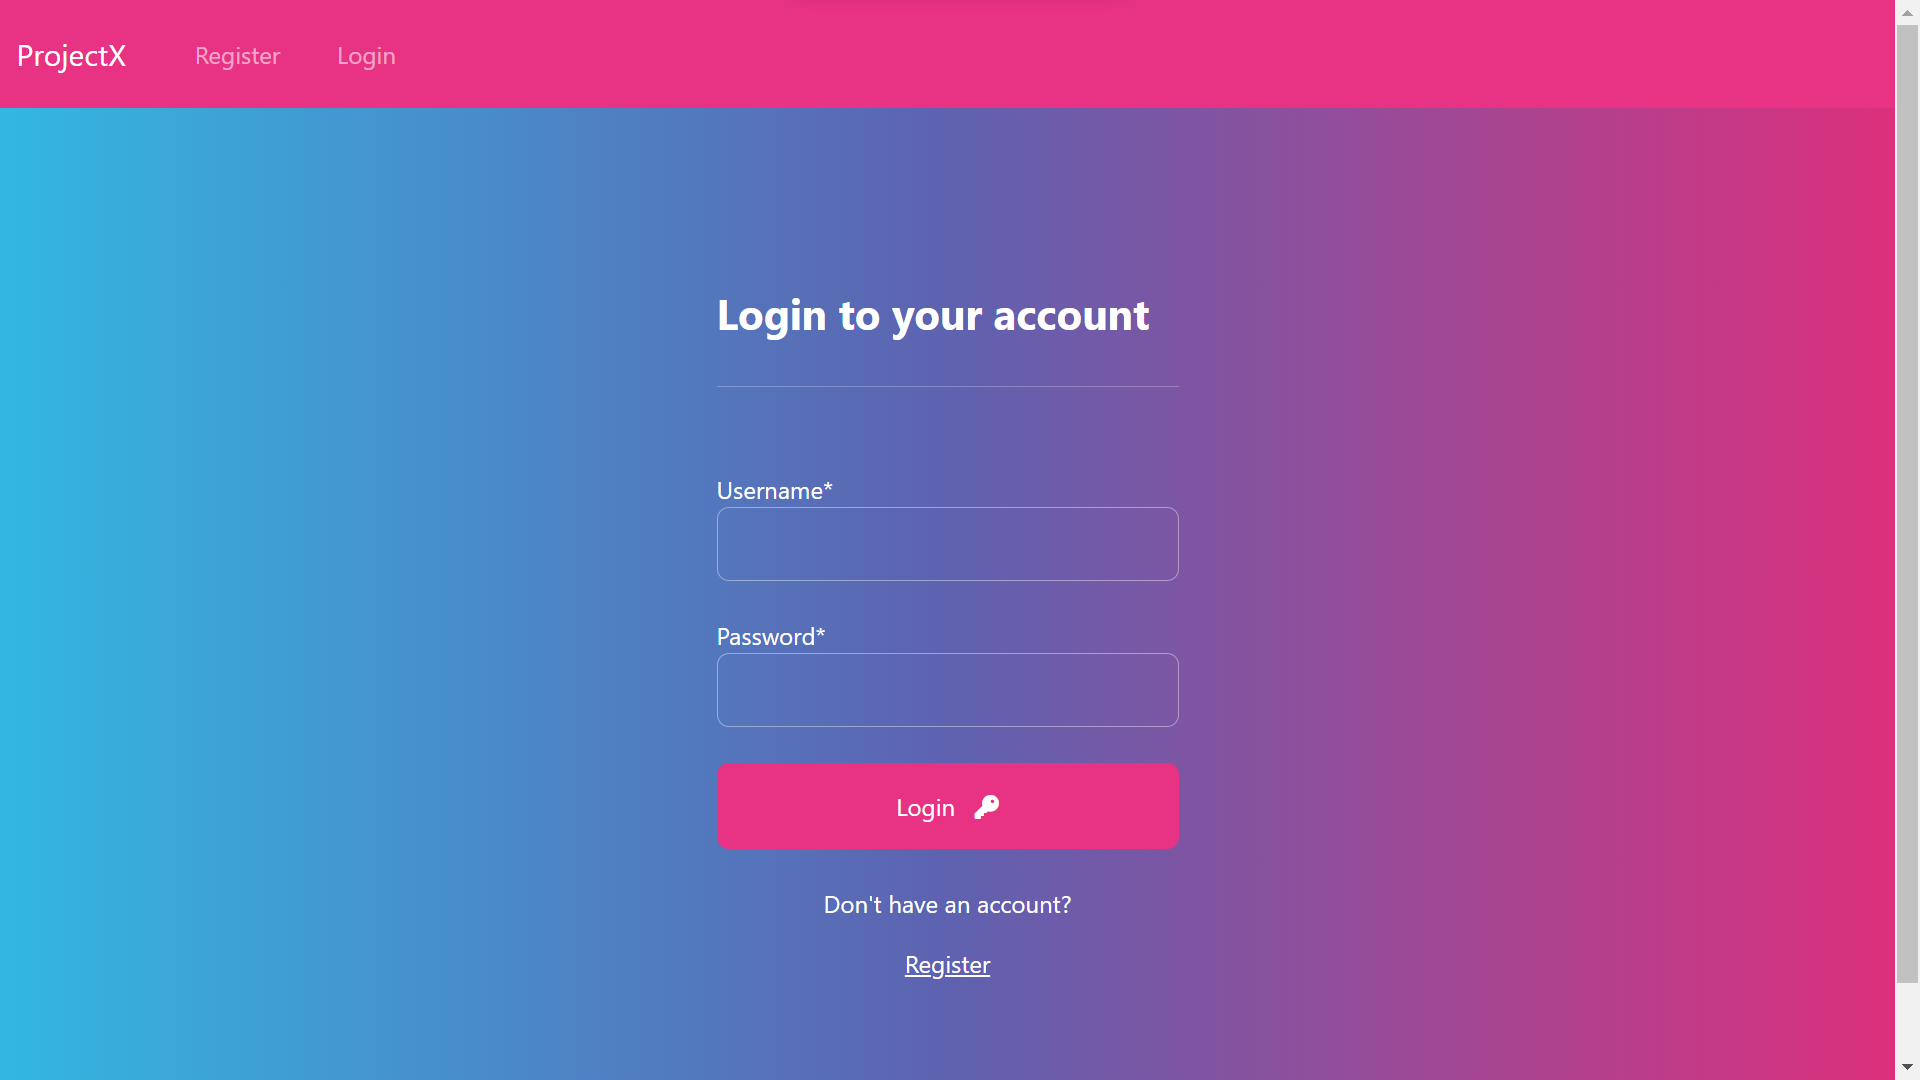 ProjectX Register Login
Login to your account
Username*
Password*
Login
Don't have an account?
Register